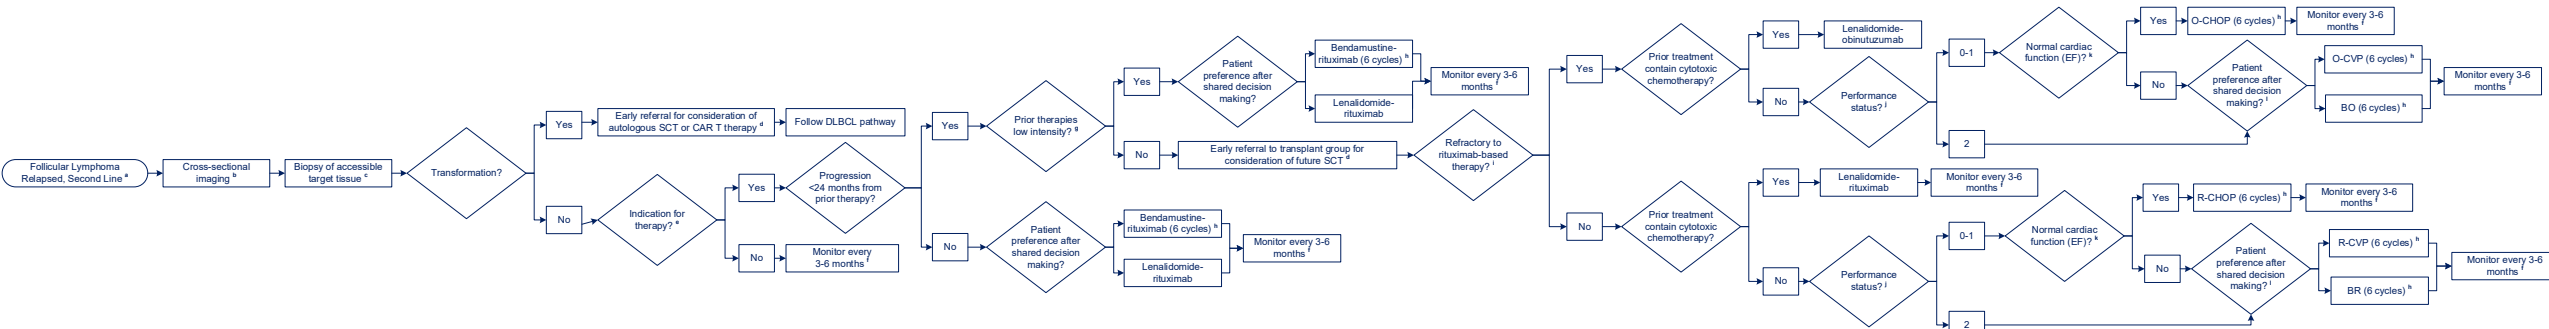 Follicular Lymphoma
Relapsed, Second Line a
Cross-sectional
imaging b
Biopsy of accessible
target tissue c
Transformation?
Yes
Early referral for consideration of
autologous SCT or CAR T therapy d
Follow DLBCL pathway
No
Indication for
therapy? e
Yes
Progression
<24 months from
prior therapy?
No
Monitor every
3-6 months f
Yes
Prior therapies
low intensity? g
Yes
Patient
preference after
shared decision
making?
Bendamustine-
rituximab (6 cycles) h
Lenalidomide-
rituximab
Monitor every 3-6
months f
No
Early referral to transplant group for
consideration of future SCT d
No
Patient
preference after
shared decision
making?
Bendamustine-
rituximab (6 cycles) h
Lenalidomide-
rituximab
Monitor every 3-6
months f
Refractory to
rituximab-based
therapy? i
Yes
Prior treatment
contain cytotoxic
chemotherapy?
Yes
Lenalidomide-
obinutuzumab
No
Performance
status? j
0-1
Normal cardiac
function (EF)? k
Yes
O-CHOP (6 cycles) h
Monitor every 3-6
months f
No
Patient
preference after
shared decision
making? l
O-CVP (6 cycles) h
BO (6 cycles) h
Monitor every 3-6
months f
2
No
Prior treatment
contain cytotoxic
chemotherapy?
Yes
Lenalidomide-
rituximab
Monitor every 3-6
months f
No
Performance
status? j
0-1
Normal cardiac
function (EF)? k
Yes
R-CHOP (6 cycles) h
Monitor every 3-6
months f
No
Patient
preference after
shared decision
making? l
R-CVP (6 cycles) h
BR (6 cycles) h
Monitor every 3-6
months f
2